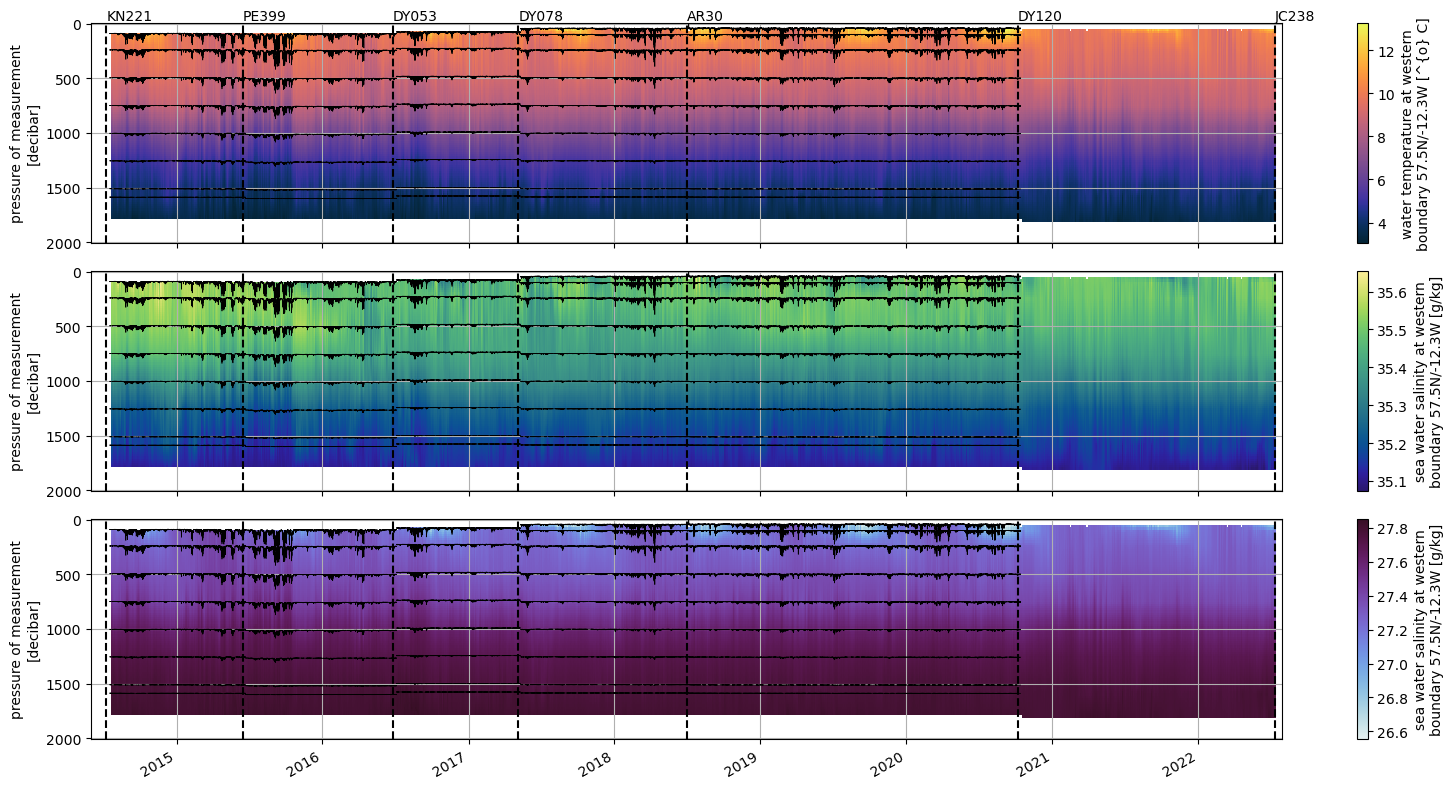 KN221 PE399 DY053 DY078 AR30 DY120 JC238
0
500
1000
1500
2000
pressure of measurement
[decibar]
12
10
8
6
4
water temperature at western
boundary 57.5N/-12.3W [^{o} C]
0
500
1000
1500
2000
pressure of measurement
[decibar]
35.6
35.5
35.4
35.3
35.2
35.1
sea water salinity at western
boundary 57.5N/-12.3W [g/kg]
0
500
1000
1500
2000
pressure of measurement
[decibar]
27.8
27.6
27.4
27.2
27.0
26.8
26.6
sea water salinity at western
boundary 57.5N/-12.3W [g/kg]
2015 2016 2017 2018 2019 2020 2021 2022